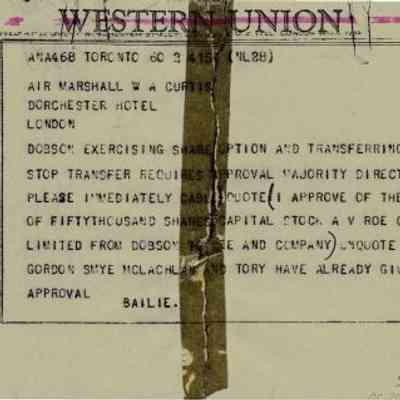 WESTERN UNION
ANA468 TORONTO 60 2 415 (NL28)
AIR MARSHALL W A CURTIS
DORCHESTER HOTEL
LONDON
DOBSON EXERCISING SHARE OPTION AND TRANSFERRING
STOP TRANSFER REQUIRES APPROVAL MAJORITY DIRECT
PLEASE IMMEDIATELY CABLE QUOTE (I APPROVE OF THE
OF FIFTYTHOUSAND SHARES CAPITAL STOCK A V ROE
LIMITED FROM DOBSON AND COMPANY) UNQUOTE
GORDON SMYE MCLACHLAN AND TORY HAVE ALREADY GIV
APPROVAL
BAILIE.